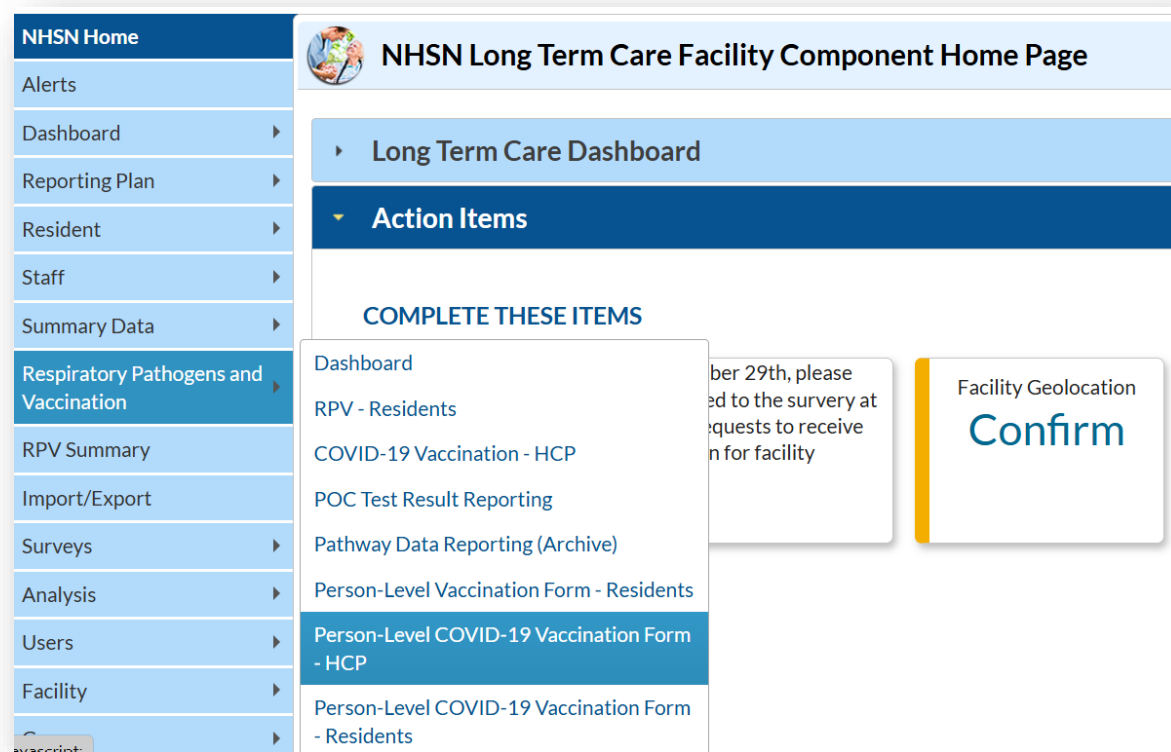 NHSN Home
Alerts
Dashboard
Reporting Plan
Resident
Staff
Summary Data
Respiratory Pathogens and
Vaccination
RPV Summary
Import/Export
Surveys
Analysis
Users
Facility
NHSN Long Term Care Facility Component Home Page
Long Term Care Dashboard
Action Items
COMPLETE THESE ITEMS
Dashboard
RPV - Residents
COVID-19 Vaccination - HCP
POC Test Result Reporting
Pathway Data Reporting (Archive)
Person-Level Vaccination Form - Residents
Person-Level COVID-19 Vaccination Form
- HCP
Person-Level COVID-19 Vaccination Form
- Residents
ber 29th, please
ed to the survery at
equests to receive
n for facility
Facility Geolocation
Confirm